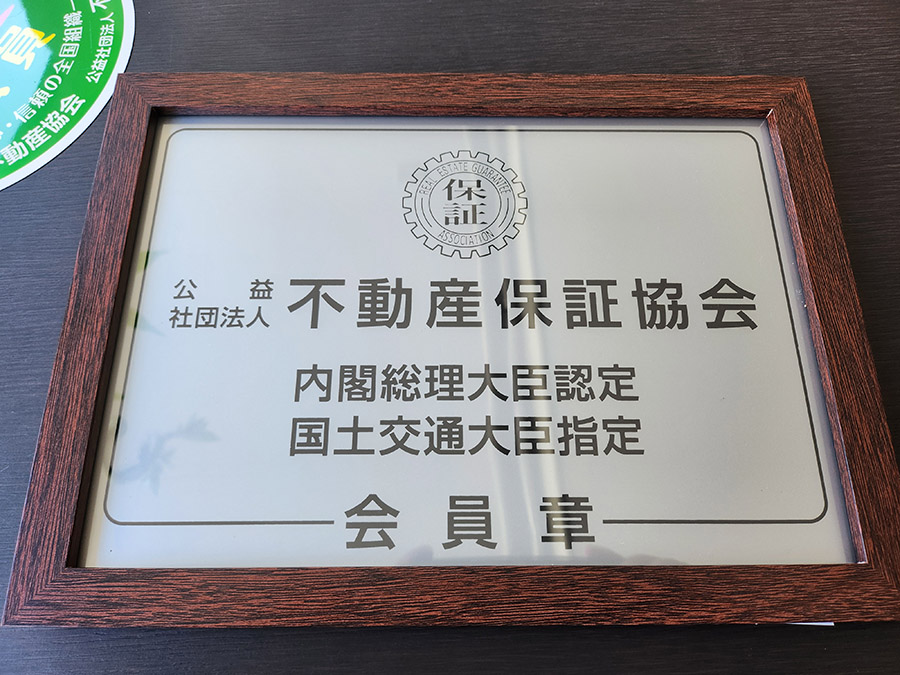 員
・信頼の全国組織
公益社団法人
不動産協会
REAL ESTATE GUARANTEE
保証
ASSOCIATION
公益社団法人 不動産保証協会
内閣総理大臣認定
国土交通大臣指定
会員章